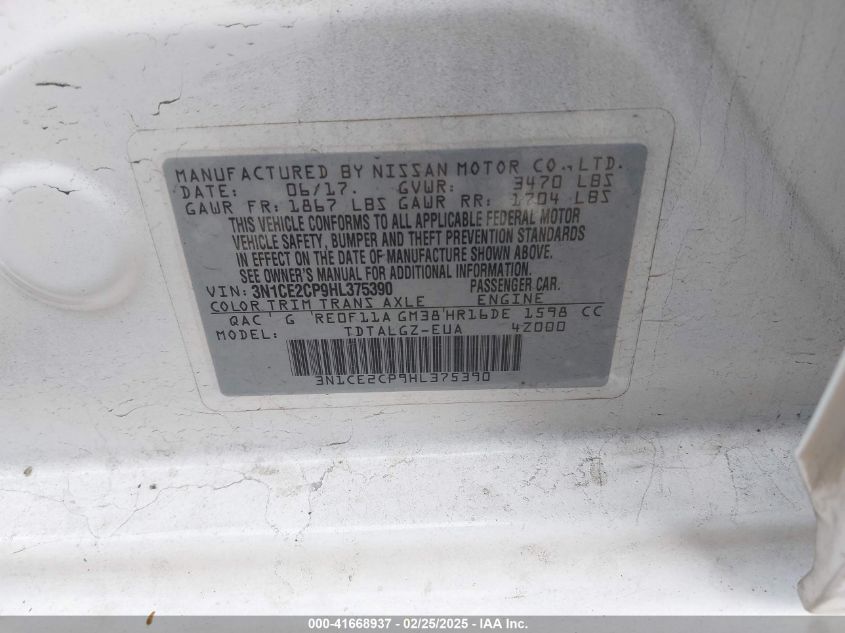 MANUFACTURED BY NISSAN MOTOR CO.,LTD.
DATE: 06/17. GVWR: 3470 LBS
GAWR FR: 1867 LBS GAWR RR: 1704 LBS
THIS VEHICLE CONFORMS TO ALL APPLICABLE FEDERAL MOTOR
VEHICLE SAFETY, BUMPER AND THEFT PREVENTION STANDARDS
IN EFFECT ON THE DATE OF MANUFACTURE SHOWN ABOVE.
SEE OWNER'S MANUAL FOR ADDITIONAL INFORMATION.
VIN: 3N1CE2CP9HL375390 PASSENGER CAR.
COLOR TRIM TRANS AXLE ENGINE
QAC' G 'RE0F11A GM38'HR16DE 1598 CC
MODEL: TDTALGZ-EUA 4Z000
3N1CE2CP9HL375390
000-41668937 - 02/25/2025 - IAA Inc.